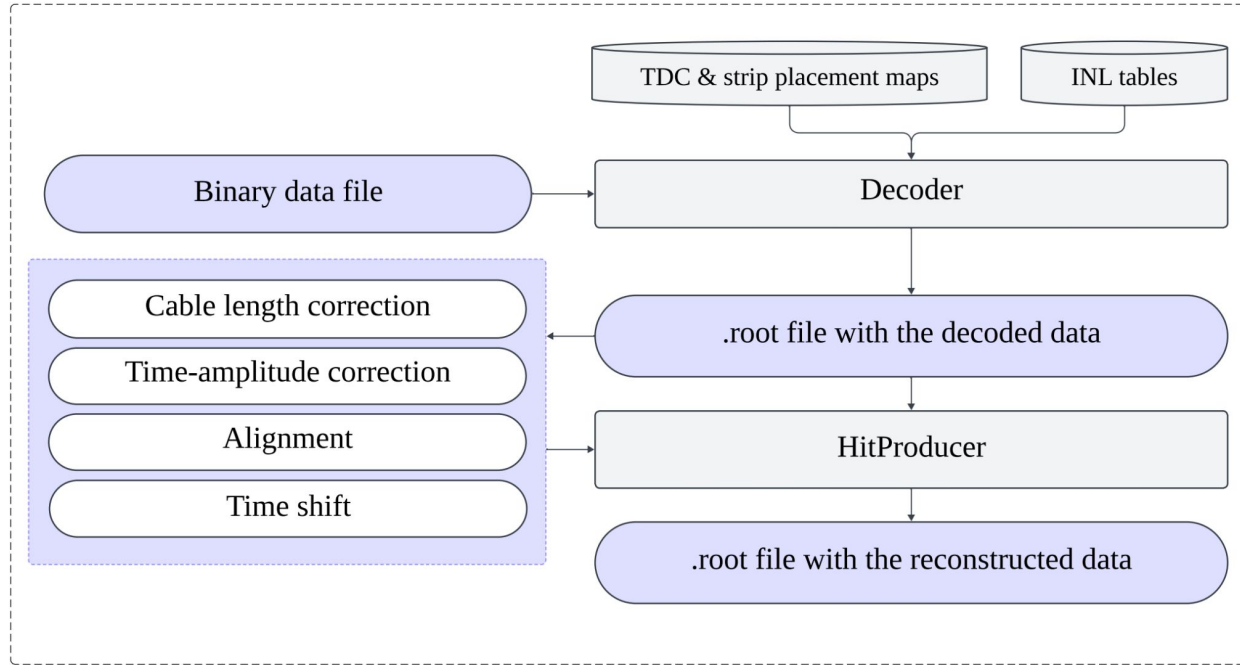 TDC & strip placement maps
INL tables
Binary data file
Decoder
Cable length correction
Time-amplitude correction
Alignment
Time shift
.root file with the decoded data
HitProducer
.root file with the reconstructed data